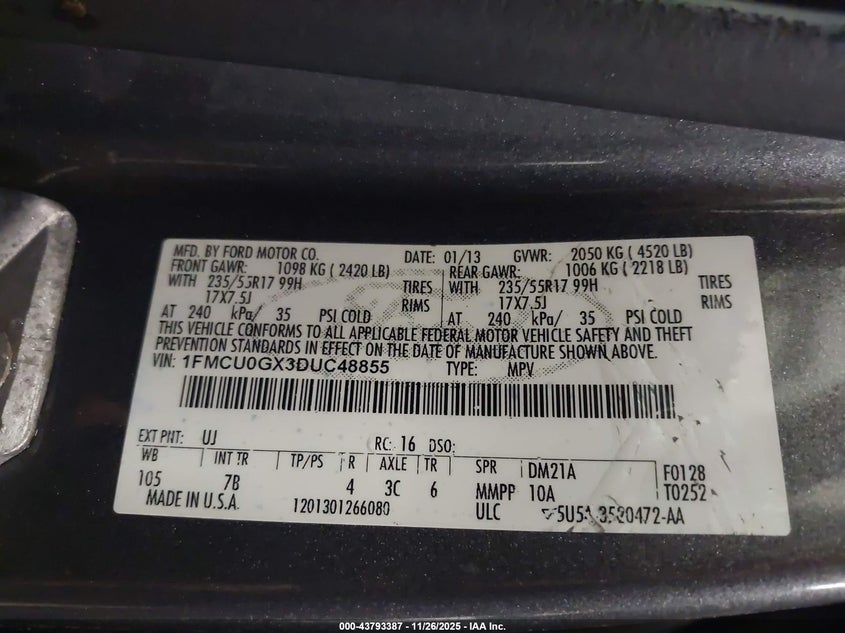 MFD. BY FORD MOTOR CO. DATE: 01/13 GVWR: 2050 KG ( 4520 LB)
FRONT GAWR: 1098 KG ( 2420 LB) REAR GAWR: 1006 KG ( 2218 LB)
WITH 235/55R17 99H TIRES WITH 235/55R17 99H TIRES
17X7.5J RIMS 17X7.5J RIMS
AT 240 kPa/ 35 PSI COLD AT 240 kPa/ 35 PSI COLD
THIS VEHICLE CONFORMS TO ALL APPLICABLE FEDERAL MOTOR VEHICLE SAFETY AND THEFT
PREVENTION STANDARDS IN EFFECT ON THE DATE OF MANUFACTURE SHOWN ABOVE.
VIN: 1FMCU0GX3DUC48855 TYPE: MPV
EXT PNT: UJ RC: 16 DSO:
WB INT TR TP/PS R AXLE TR SPR DM21A F0128
105 7B 4 3C 6 MMPP 10A T0252
MADE IN U.S.A. 1201301266080 ULC
000-43793387 - 11/26/2025 - IAA Inc.